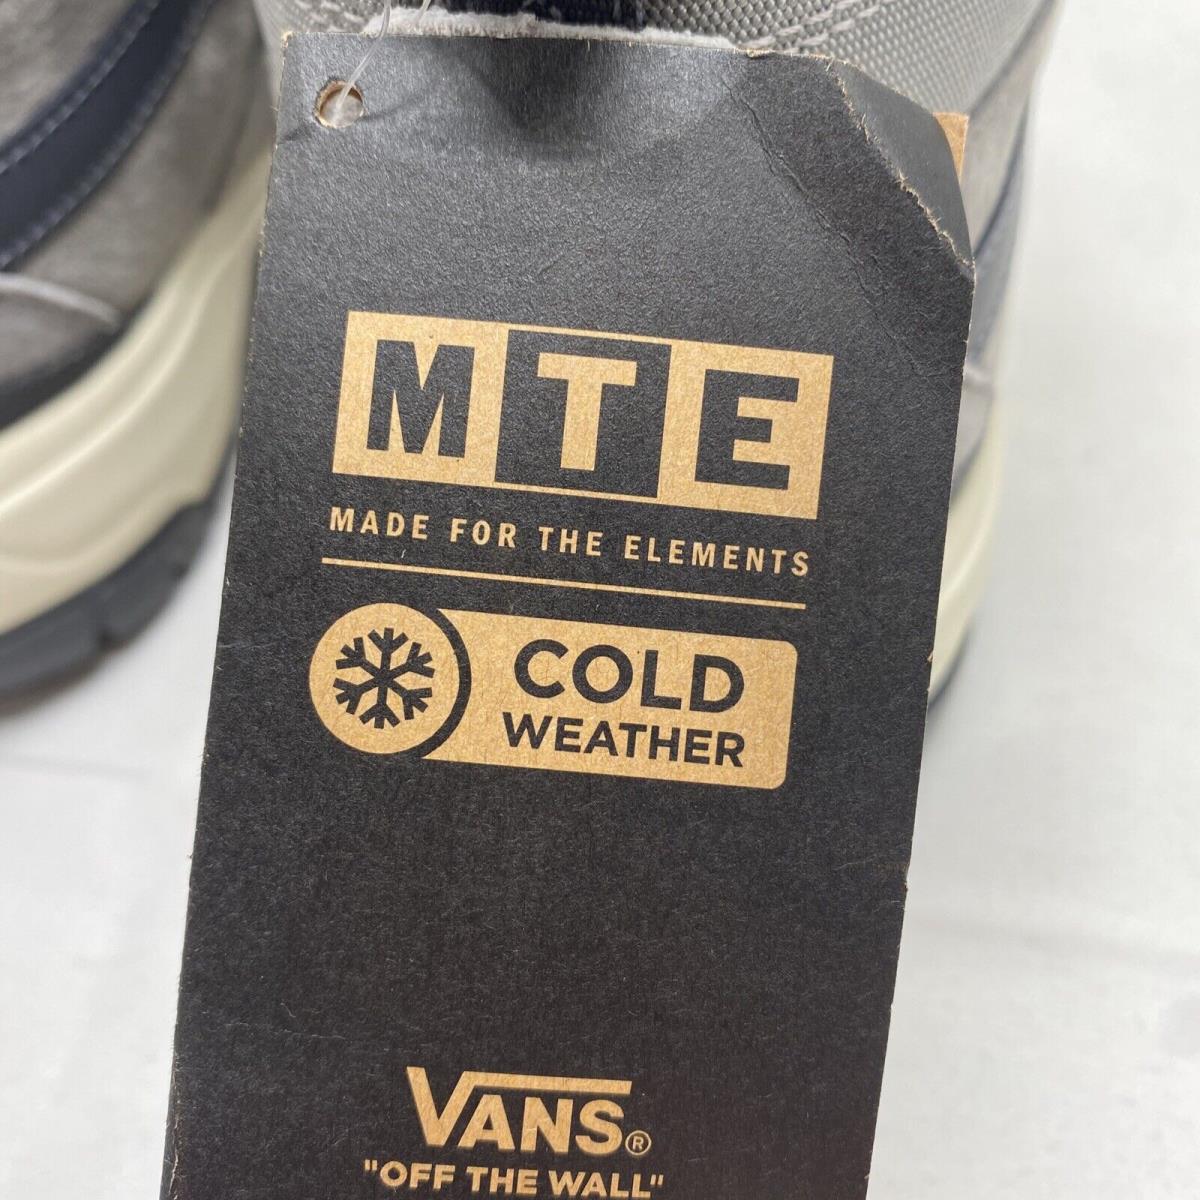 MTE
MADE FOR THE ELEMENTS
COLD
WEATHER
VANS®
"OFF THE WALL"